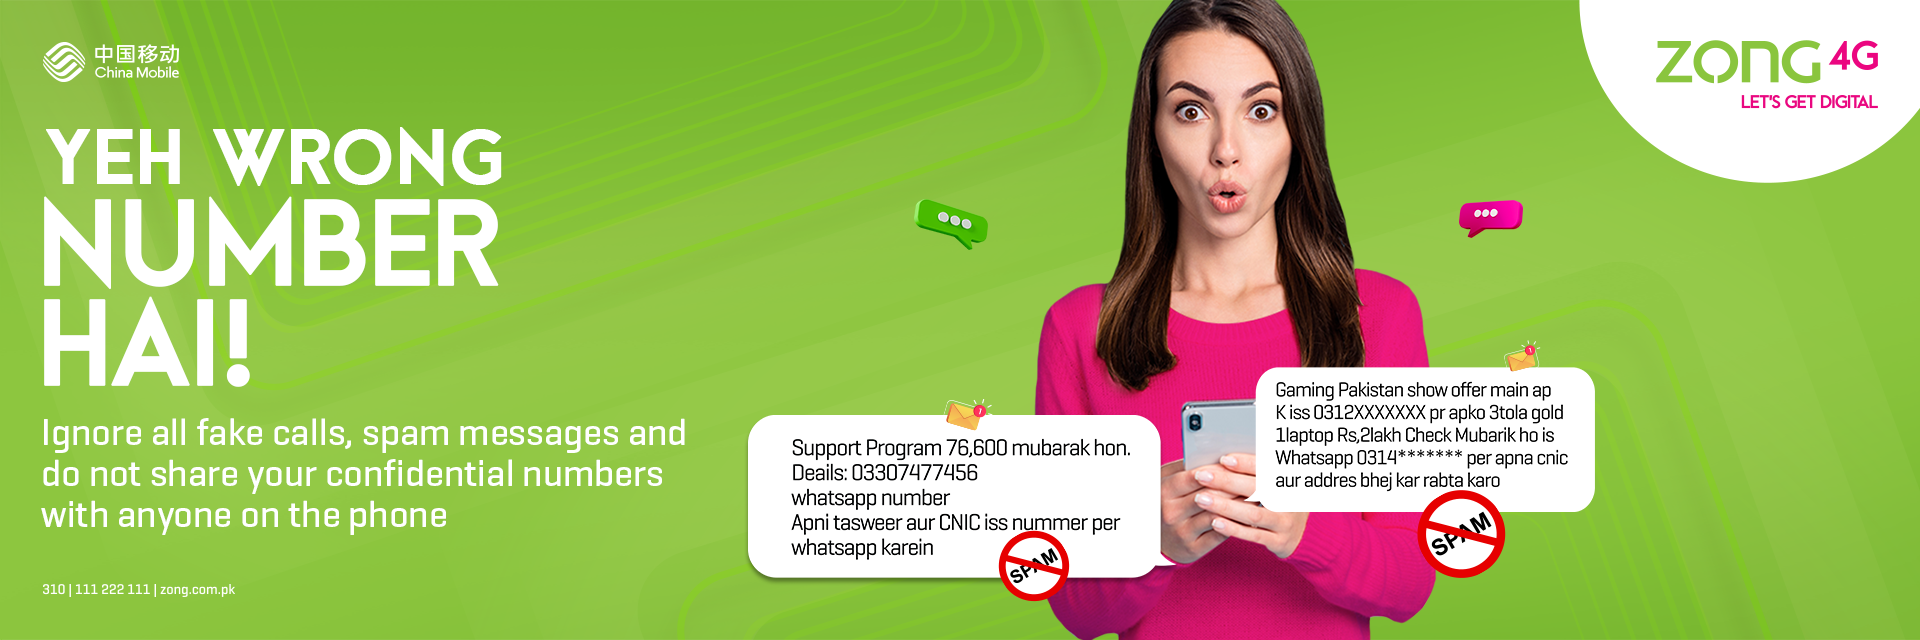 中国移动
China Mobile
zong 4G
LET'S GET DIGITAL
YEH WRONG
NUMBER
HAI!
Ignore all fake calls, spam messages and
do not share your confidential numbers
with anyone on the phone
Support Program 76,600 mubarak hon.
Deails: 03307477456
whatsapp number
Apni tasweer aur CNIC iss nummer per
whatsapp karein
SPAM
Gaming Pakistan show offer main ap
K iss 0312XXXXXXX pr apko 3tola gold
1laptop Rs,2lakh Check Mubarik ho is
Whatsapp 0314******* per apna cnic
aur addres bhej kar rabta karo
SPAM
310 | 111 222 111 | zong.com.pk